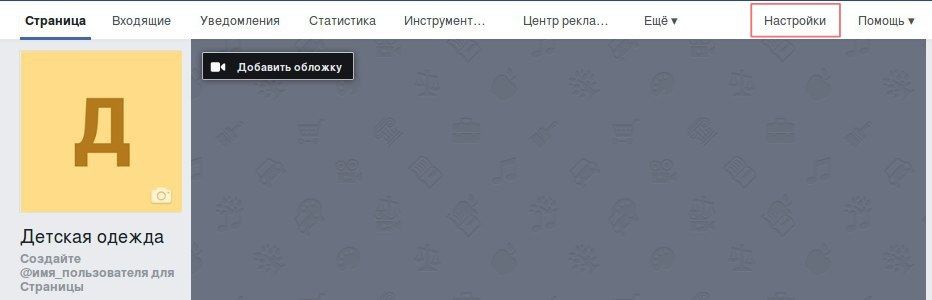 Страница Входящие Уведомления Статистика Инструмент… Центр рекла… Ещё ▾ Настройки Помощь ▾
Добавить обложку
Д
Детская одежда
Создайте
@имя_пользователя для
Страницы